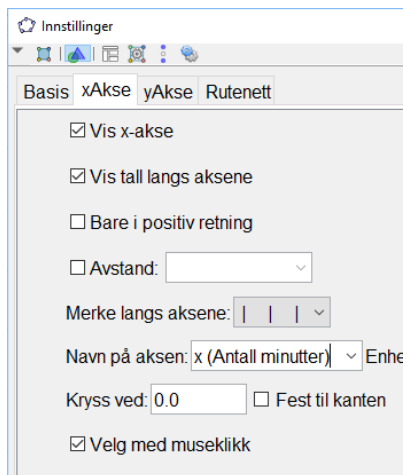 Innstillinger
Basis xAkse yAkse Rutenett
Vis x-akse
Vis tall langs aksene
Bare i positiv retning
Avstand:
Merke langs aksene: | | |
Navn på aksen: x (Antall minutter) Enhe
Kryss ved: 0.0 Fest til kanten
Velg med museklikk